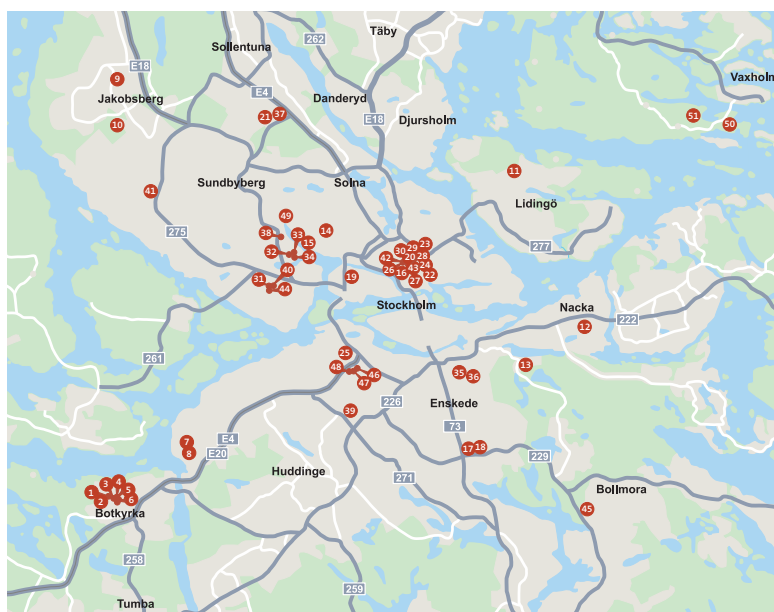 Täby
Sollentuna
262
E18
Vaxholm
9
E4
Danderyd
Jakobsberg
51
21
37
E18
Djursholm
50
10
11
Sundbyberg
Solna
41
Lidingö
49
275
38
33
14
15
30
29
23
277
32
34
42
20
28
40
26
43
24
31
19
16
22
44
27
Stockholm
Nacka
222
12
25
261
48
46
35
36
13
47
226
39
Enskede
73
7
E4
17
18
8
E20
229
Huddinge
271
3
4
1
5
2
6
Bollmora
Botkyrka
45
258
259
Tumba